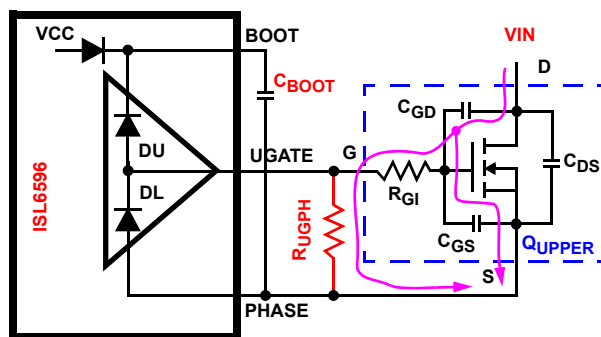 VCC
BOOT
VIN
D
CBOOT
CGD
DU
UGATE
G
CDS
DL
RGI
ISL6596
RUGPH
CGS
QUPPER
S
PHASE